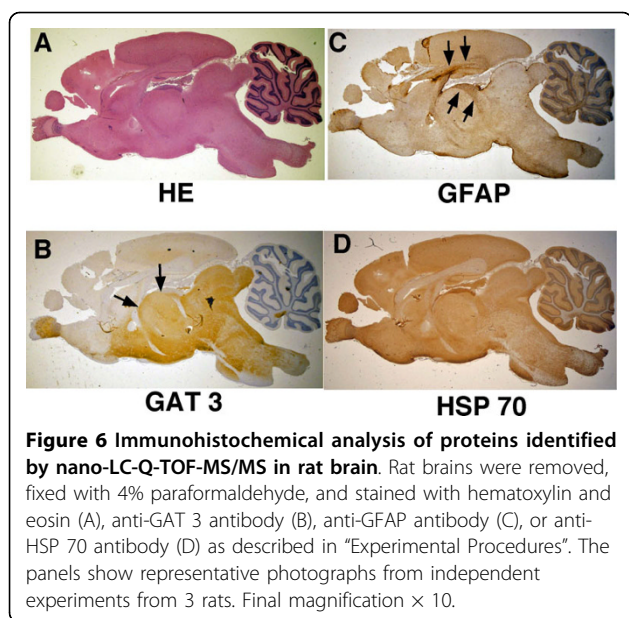 A
C
HE
GFAP
B
D
GAT 3
HSP 70
Figure 6 Immunohistochemical analysis of proteins identified
by nano-LC-Q-TOF-MS/MS in rat brain. Rat brains were removed,
fixed with 4% paraformaldehyde, and stained with hematoxylin and
eosin (A), anti-GAT 3 antibody (B), anti-GFAP antibody (C), or anti-
HSP 70 antibody (D) as described in “Experimental Procedures”. The
panels show representative photographs from independent
experiments from 3 rats. Final magnification × 10.